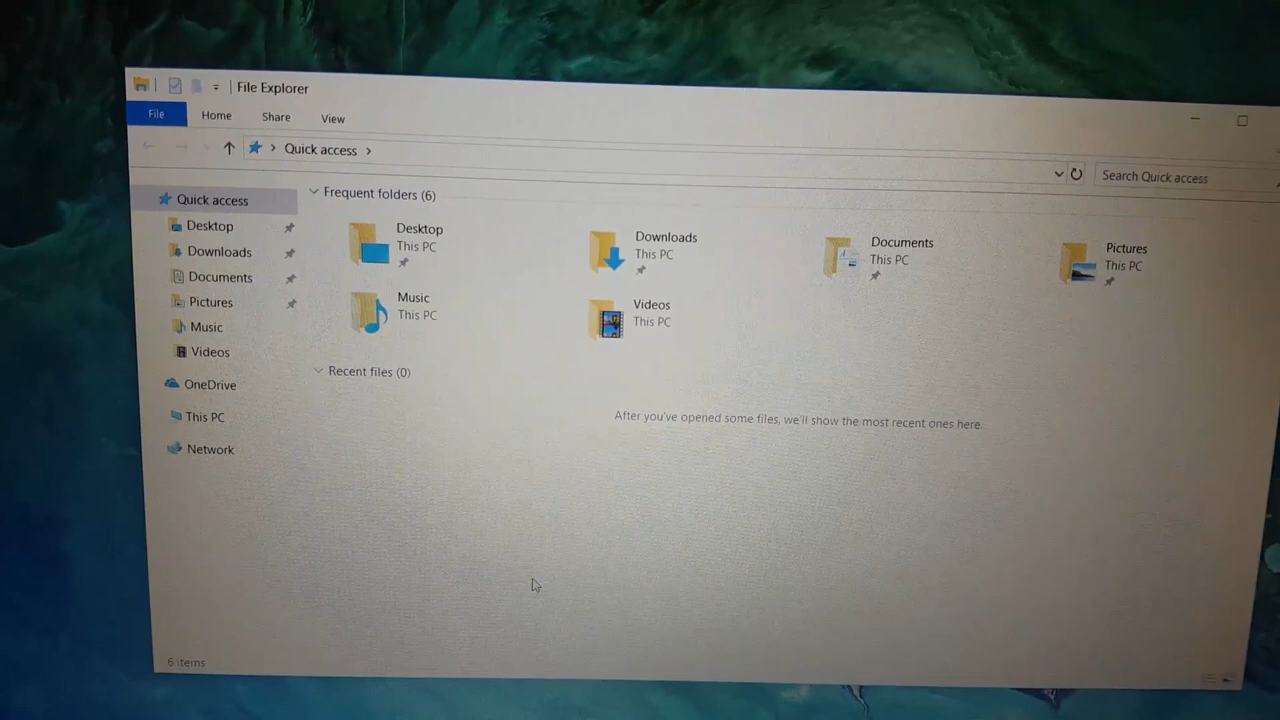 File Explorer
File Home Share View
Quick access
Search Quick access
Quick access
Desktop
Downloads
Documents
Pictures
Music
Videos
OneDrive
This PC
Network
Frequent folders (6)
Desktop
This PC
Downloads
This PC
Documents
This PC
Pictures
This PC
Music
This PC
Videos
This PC
Recent files (0)
After you've opened some files, we'll show the most recent ones here.
6 items